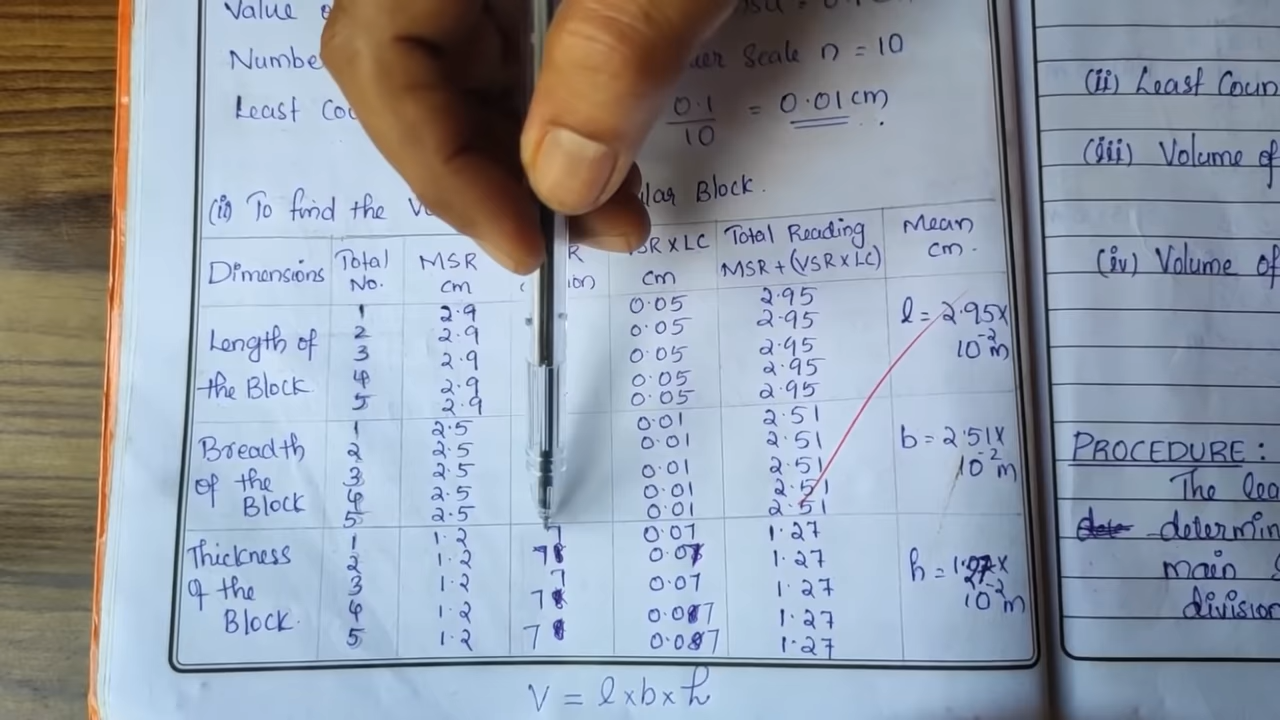 Value
Number Scale n = 10
Least Cou 0.1/10 = 0.01 cm
(i) To find the Block.
Dimensions Total No. MSR cm VSR X LC cm Total Reading MSR + (VSR X LC) Mean cm.
Length of the Block
1 2.9 0.05 2.95
2 2.9 0.05 2.95
3 2.9 0.05 2.95
4 2.9 0.05 2.95
5 2.9 0.05 2.95
l = 2.95 x 10⁻² m
Breadth of the Block
1 2.5 0.01 2.51
2 2.5 0.01 2.51
3 2.5 0.01 2.51
4 2.5 0.01 2.51
5 2.5 0.01 2.51
b = 2.51 x 10⁻² m
Thickness of the Block.
1 1.2 7 0.07 1.27
2 1.2 7 0.07 1.27
3 1.2 7 0.07 1.27
4 1.2 7 0.07 1.27
5 1.2 7 0.07 1.27
h = x 10⁻² m
V = l x b x h
(ii) Least Coun
(iii) Volume of
(iv) Volume of
PROCEDURE :
The lea
determin
main
division